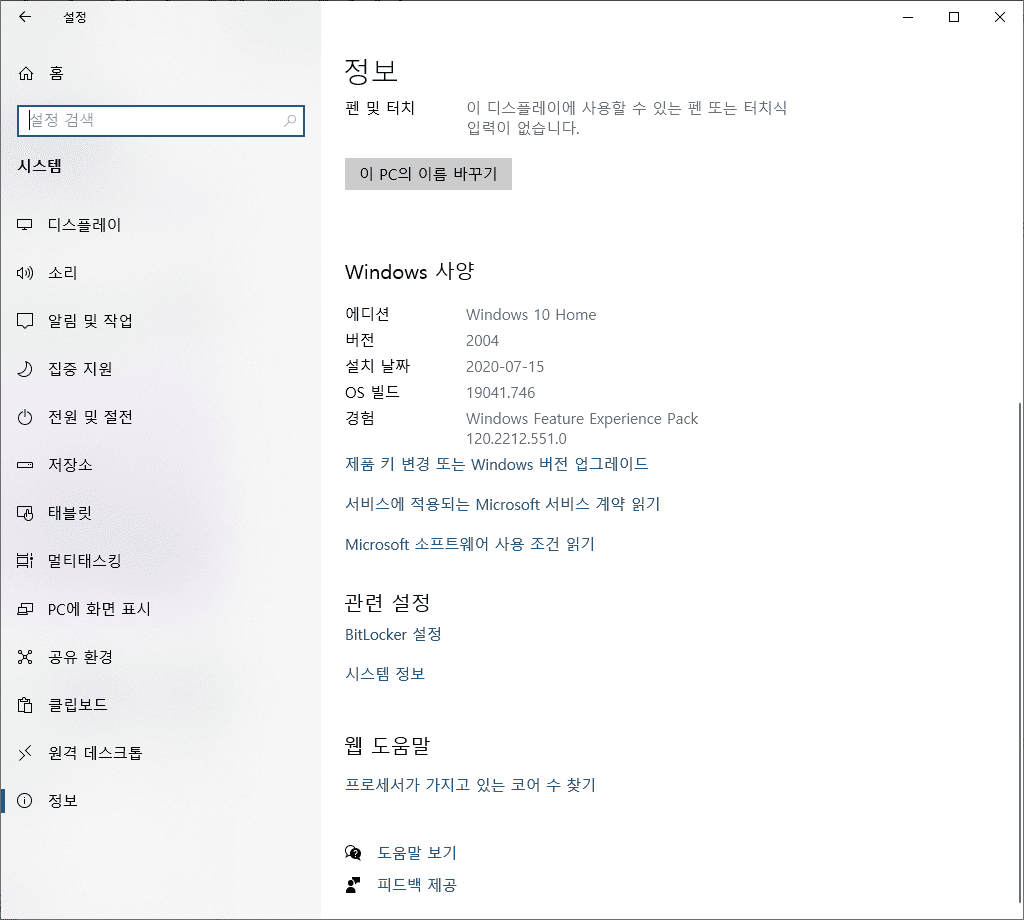 설정
홈
설정 검색
시스템
디스플레이
소리
알림 및 작업
집중 지원
전원 및 절전
저장소
태블릿
멀티태스킹
PC에 화면 표시
공유 환경
클립보드
원격 데스크톱
정보
정보
펜 및 터치 이 디스플레이에 사용할 수 있는 펜 또는 터치식
입력이 없습니다.
이 PC의 이름 바꾸기
Windows 사양
에디션 Windows 10 Home
버전 2004
설치 날짜 2020-07-15
OS 빌드 19041.746
경험 Windows Feature Experience Pack
120.2212.551.0
제품 키 변경 또는 Windows 버전 업그레이드
서비스에 적용되는 Microsoft 서비스 계약 읽기
Microsoft 소프트웨어 사용 조건 읽기
관련 설정
BitLocker 설정
시스템 정보
웹 도움말
프로세서가 가지고 있는 코어 수 찾기
도움말 보기
피드백 제공